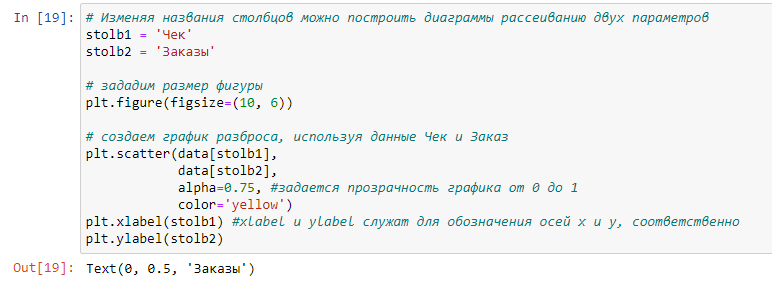 In [19]: # Изменяя названия столбцов можно построить диаграммы рассеиванию двух параметров
stolb1 = 'Чек'
stolb2 = 'Заказы'
# зададим размер фигуры
plt.figure(figsize=(10, 6))
# создаем график разброса, используя данные Чек и Заказ
plt.scatter(data[stolb1],
data[stolb2],
alpha=0.75, #задается прозрачность графика от 0 до 1
color='yellow')
plt.xlabel(stolb1) #xlabel и ylabel служат для обозначения осей x и y, соответственно
plt.ylabel(stolb2)
Out[19]: Text(0, 0.5, 'Заказы')